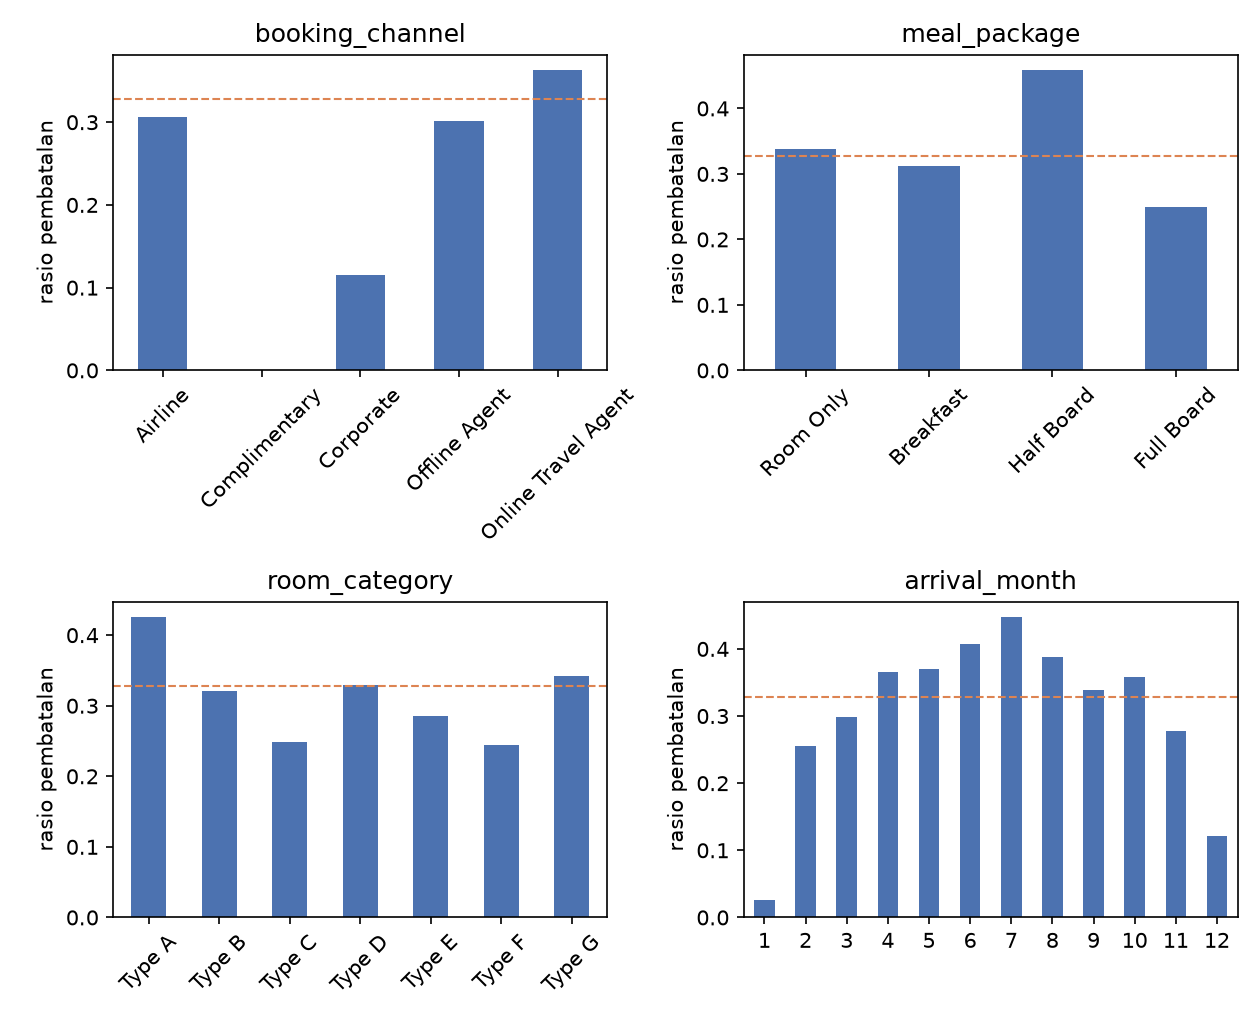 booking_channel
rasio pembatalan
0.3
0.2
0.1
0.0
Airline
Complimentary
Corporate
Offline Agent
Online Travel Agent
meal_package
rasio pembatalan
0.4
0.3
0.2
0.1
0.0
Room Only
Breakfast
Half Board
Full Board
room_category
rasio pembatalan
0.4
0.3
0.2
0.1
0.0
Type A
Type B
Type C
Type D
Type E
Type F
Type G
arrival_month
rasio pembatalan
0.4
0.3
0.2
0.1
0.0
1 2 3 4 5 6 7 8 9 10 11 12